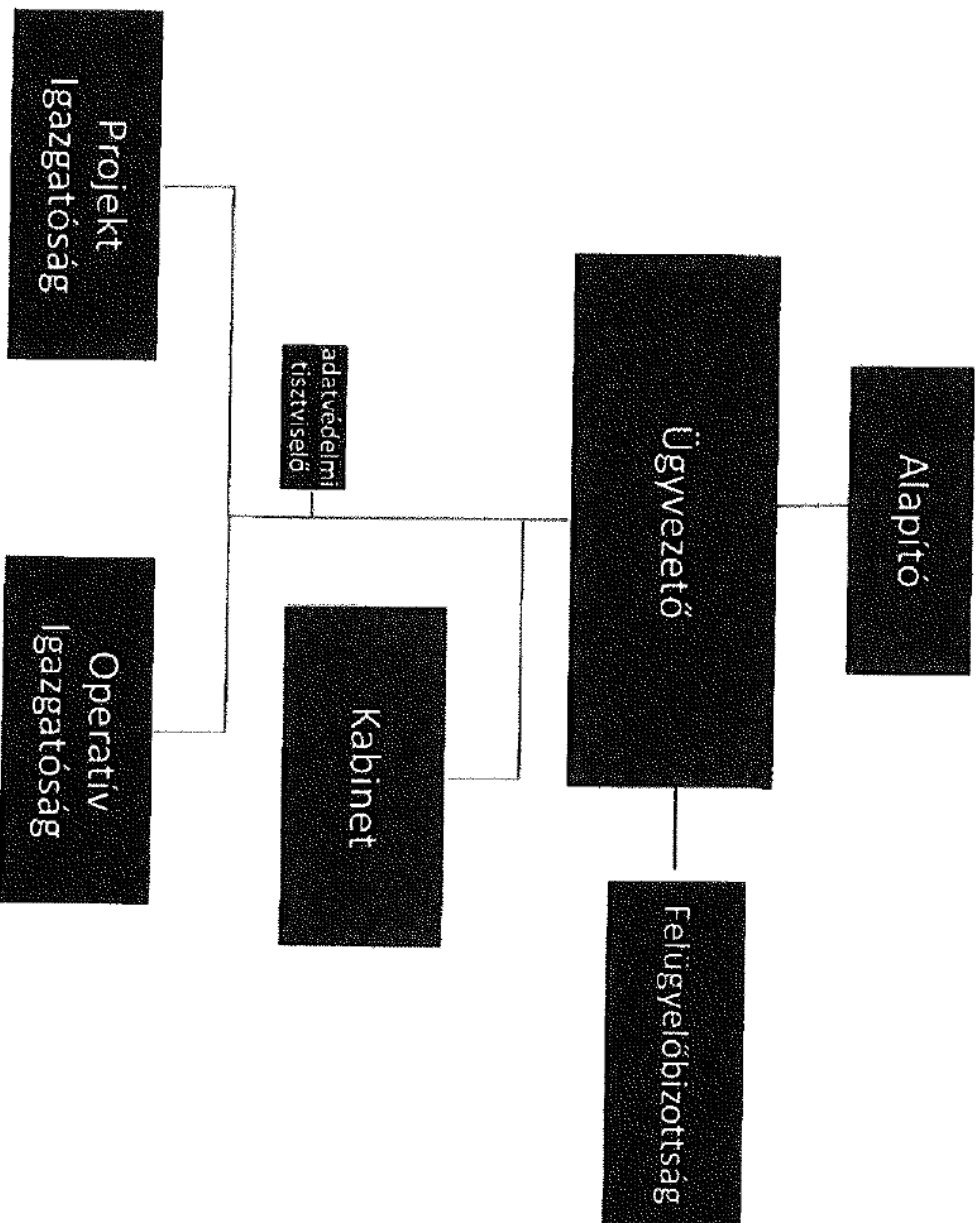 Alapító
Ügyvezető
Felügyelőbizottság
Kabinet
adatvédelmi
tisztviselő
Projekt
Igazgatóság
Operatív
Igazgatóság